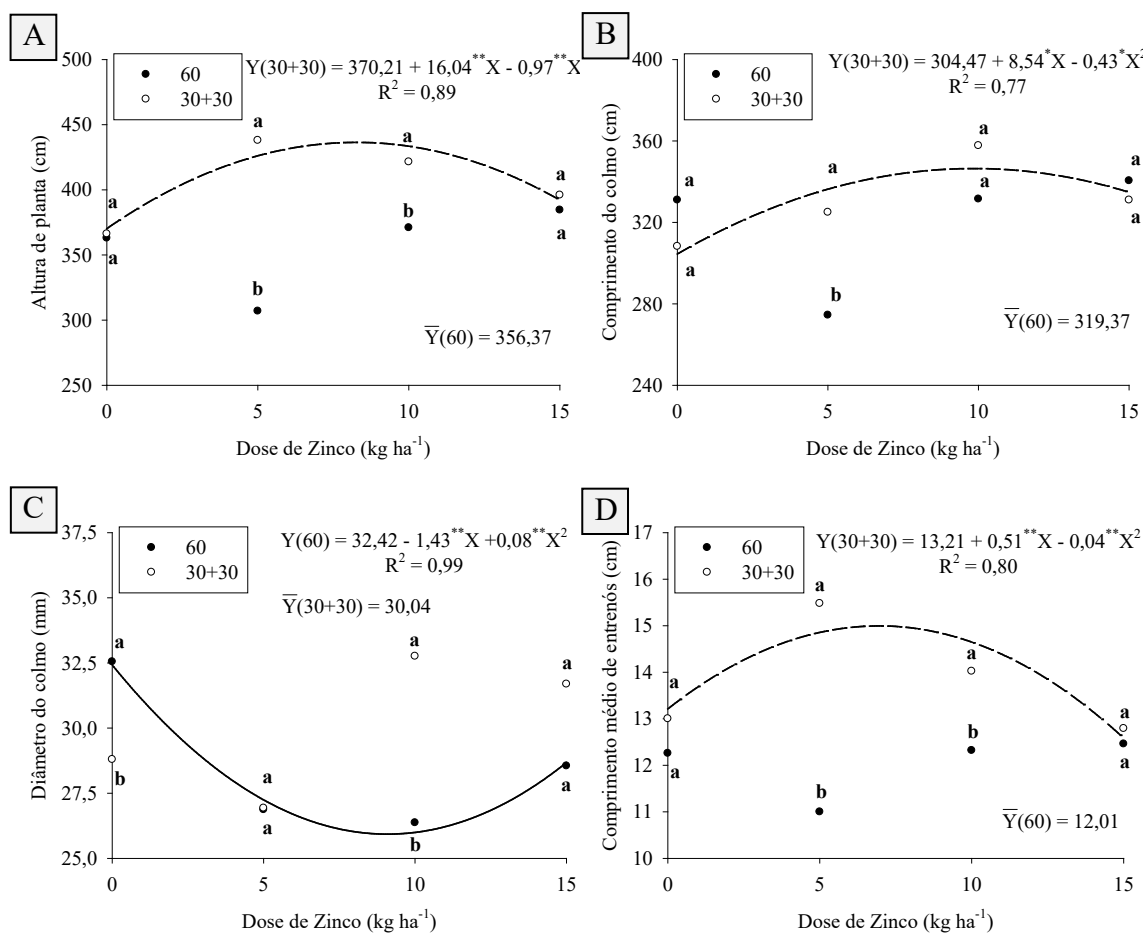 A
Y(30+30) = 370,21 + 16,04**X - 0,97**X
R² = 0,89
60
30+30
500
450
400
350
300
250
a
a
a
a
a
b
b
a
Y̅(60) = 356,37
0
5
10
15
Altura de planta (cm)
Dose de Zinco (kg ha⁻¹)
B
Y(30+30) = 304,47 + 8,54*X - 0,43*X²
R² = 0,77
60
30+30
400
360
320
280
240
a
a
a
a
a
a
b
a
Y̅(60) = 319,37
0
5
10
15
Comprimento do colmo (cm)
Dose de Zinco (kg ha⁻¹)
C
Y(60) = 32,42 - 1,43**X +0,08**X²
R² = 0,99
Y̅(30+30) = 30,04
60
30+30
37,5
35,0
32,5
30,0
27,5
25,0
a
b
a
a
a
b
a
a
0
5
10
15
Diâmetro do colmo (mm)
Dose de Zinco (kg ha⁻¹)
D
Y(30+30) = 13,21 + 0,51**X - 0,04**X²
R² = 0,80
60
30+30
17
16
15
14
13
12
11
10
a
a
a
b
a
b
a
a
Y̅(60) = 12,01
0
5
10
15
Comprimento médio de entrenós (cm)
Dose de Zinco (kg ha⁻¹)